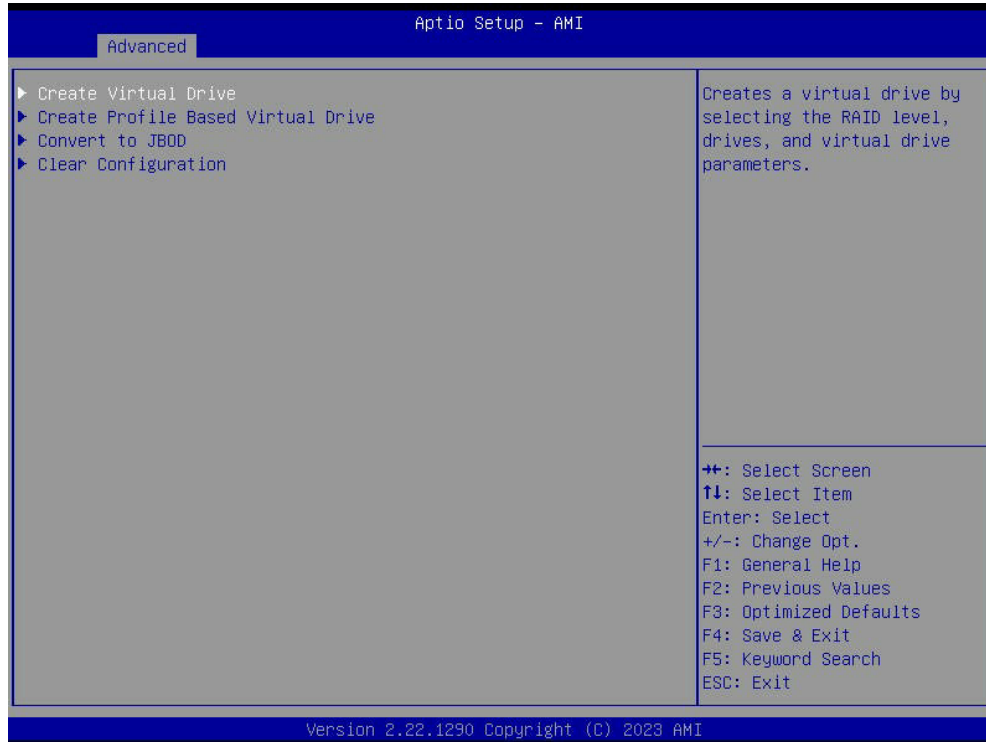 Aptio Setup – AMI
Advanced
▶ Create Virtual Drive
▶ Create Profile Based Virtual Drive
▶ Convert to JBOD
▶ Clear Configuration
Creates a virtual drive by
selecting the RAID level,
drives, and virtual drive
parameters.
→←: Select Screen
↑↓: Select Item
Enter: Select
+/-: Change Opt.
F1: General Help
F2: Previous Values
F3: Optimized Defaults
F4: Save & Exit
F5: Keyword Search
ESC: Exit
Version 2.22.1290 Copyright (C) 2023 AMI